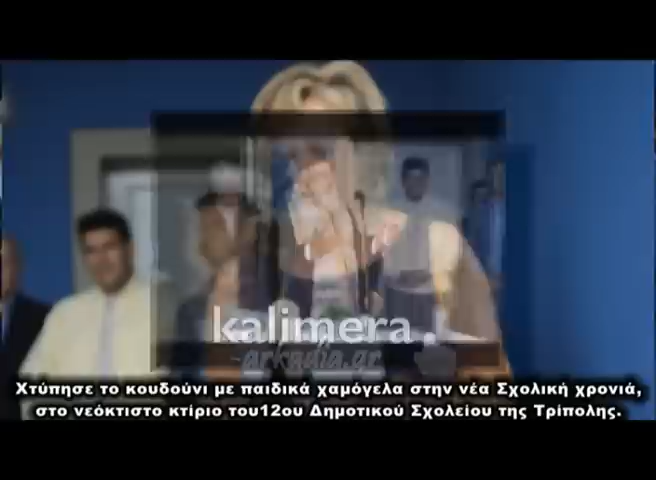 kalimera
-arkadia.gr
Χτύπησε το κουδούνι με παιδικά χαμόγελα στην νέα Σχολική χρονιά,
στο νεόκτιστο κτίριο του12ου Δημοτικού Σχολείου της Τρίπολης.